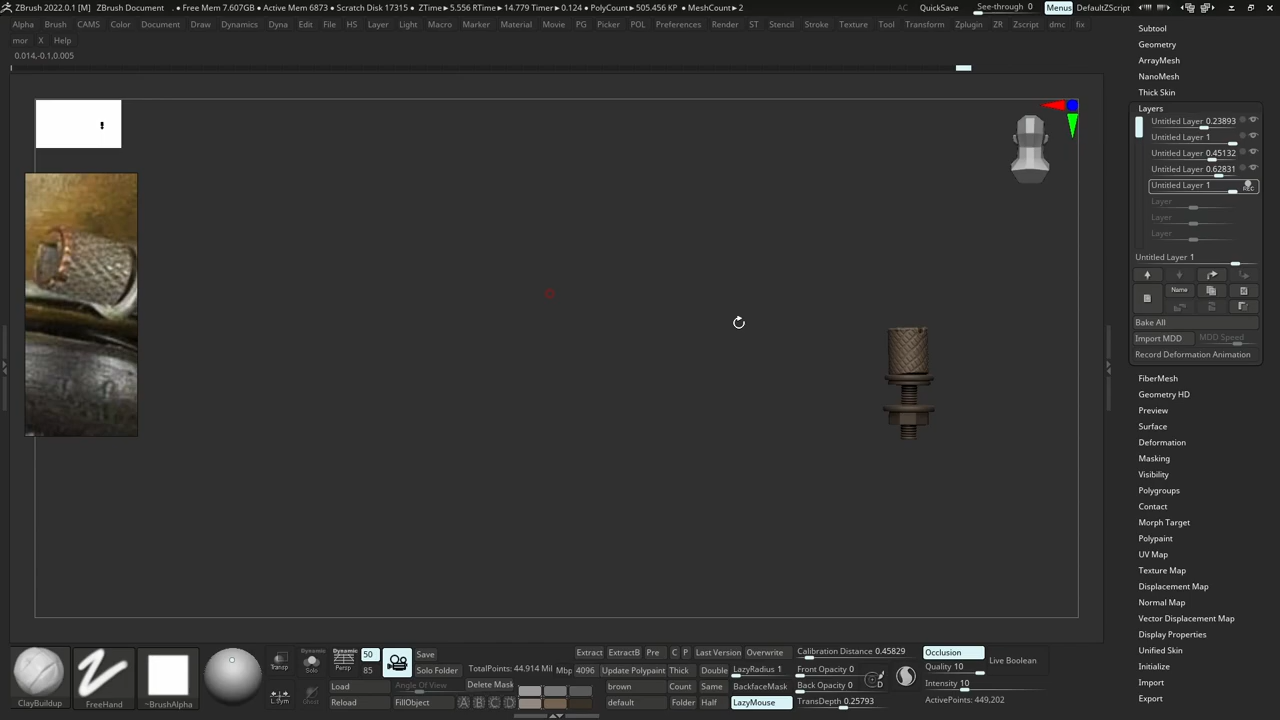 ZBrush 2022.0.1 [M] ZBrush Document . ● Free Mem 7.607GB ● Active Mem 6873 ● Scratch Disk 17315 ● ZTime ▸ 5.556 RTime ▸ 14.779 Timer ▸ 0.124 ● PolyCount ▸ 505.456 KP ● MeshCount ▸ 2 AC QuickSave See-through 0 Menus DefaultZScript
Alpha Brush CAMS Color Document Draw Dynamics Dyna Edit File HS Layer Light Macro Marker Material Movie PG Picker POL Preferences Render ST Stencil Stroke Texture Tool Transform Zplugin ZR Zscript dmc fix
mor X Help
0.014,-0.1,0.005
Subtool
Geometry
ArrayMesh
NanoMesh
Thick Skin
Layers
Untitled Layer 0.23893
Untitled Layer 1
Untitled Layer 0.45132
Untitled Layer 0.62831
Untitled Layer 1 REC
Layer
Layer
Layer
Untitled Layer 1
Name
Bake All
Import MDD MDD Speed
Record Deformation Animation
FiberMesh
Geometry HD
Preview
Surface
Deformation
Masking
Visibility
Polygroups
Contact
Morph Target
Polypaint
UV Map
Texture Map
Displacement Map
Normal Map
Vector Displacement Map
Display Properties
Unified Skin
Initialize
Import
Export
ClayBuildup
FreeHand
~BrushAlpha
Transp
L.Sym
Dynamic
Solo
Ghost
Dynamic
Persp
50
85
Save
Solo Folder
Load Angle Of View
Reload FillObject
TotalPoints: 44.914 Mil
Delete Mask
A B C D
Mbp
Extract ExtractB Pre C P Last Version Overwrite
4096 Update Polypaint Thick Double LazyRadius 1
brown Count Same BackfaceMask
default Folder Half LazyMouse
Calibration Distance 0.45829
Front Opacity 0
Back Opacity 0
TransDepth 0.25793
D
Occlusion
Quality 10
Intensity 10
ActivePoints: 449,202
Live Boolean